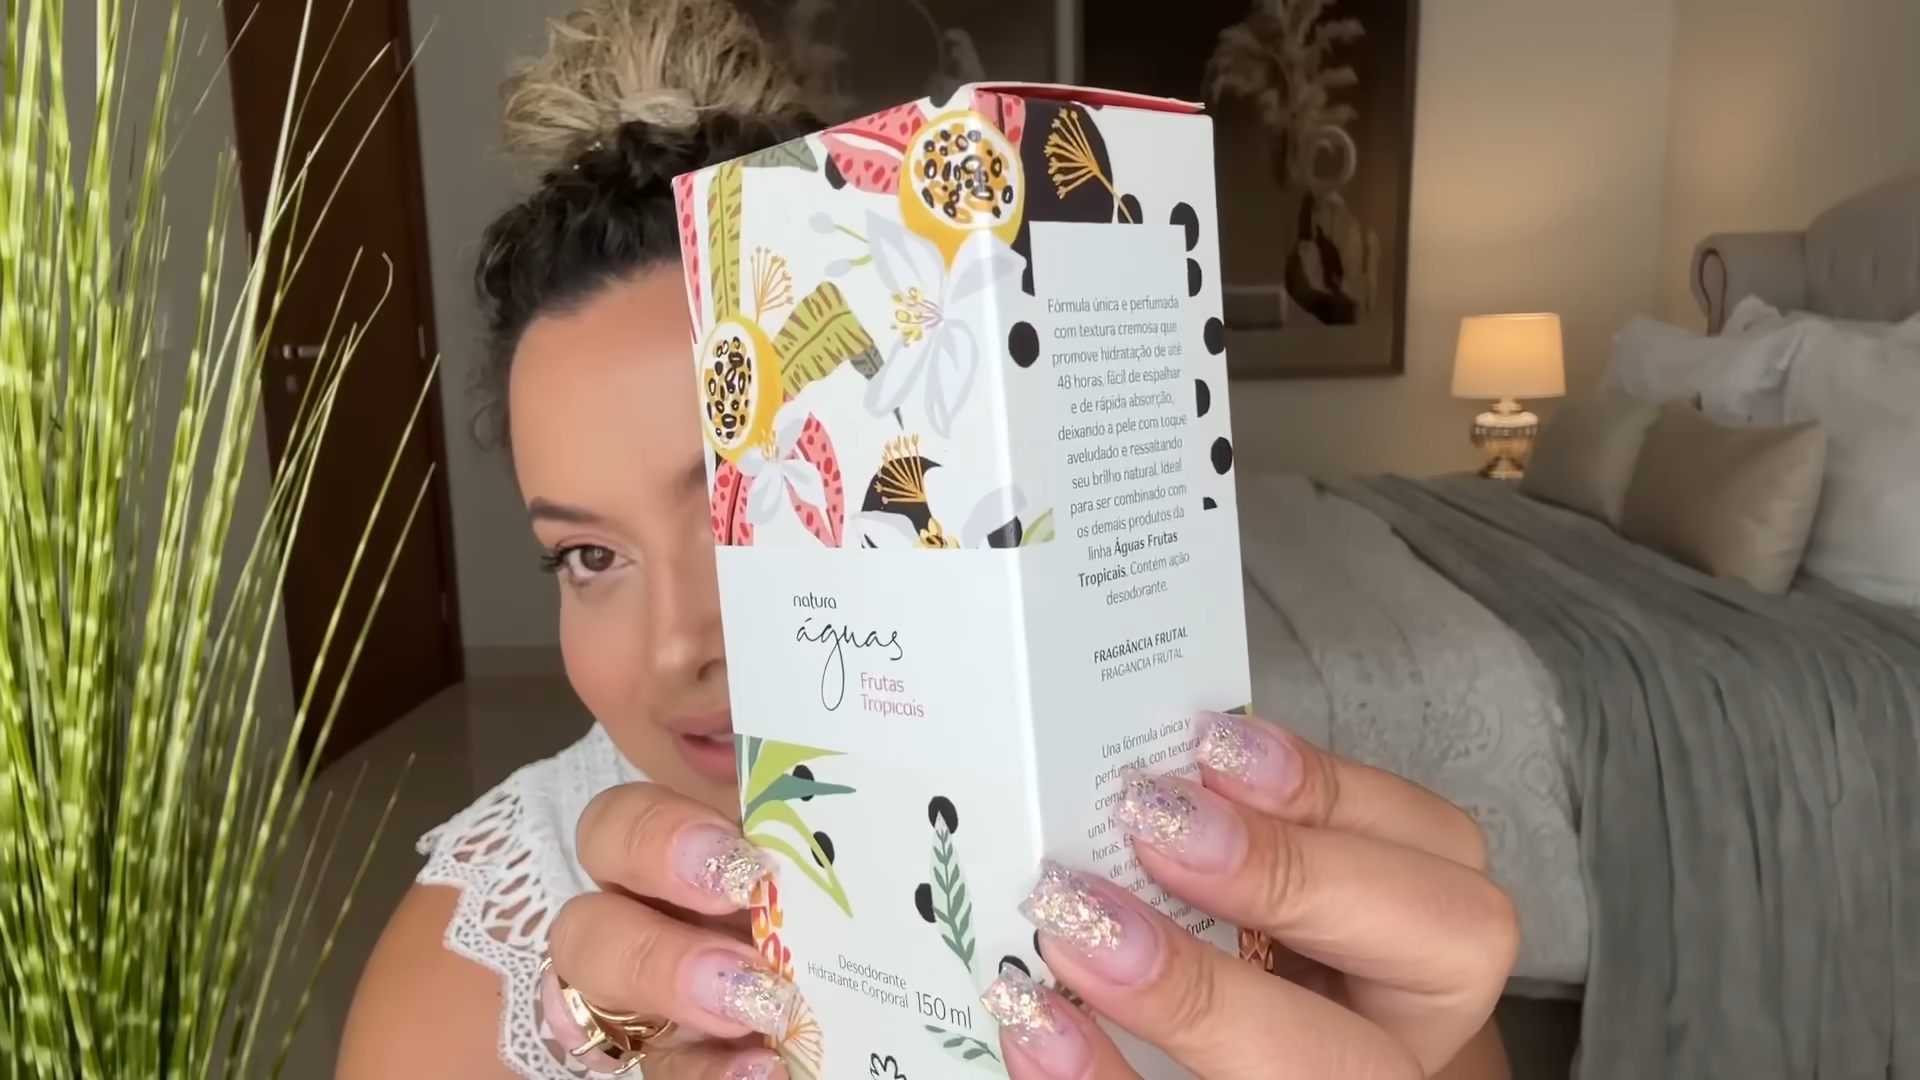 natura
águas
Frutas
Tropicais
Desodorante
Hidratante Corporal 150 ml
Fórmula única e perfumada
com textura cremosa que
promove hidratação de até
48 horas, fácil de espalhar
e de rápida absorção,
deixando a pele com toque
aveludado e ressaltando
seu brilho natural. Ideal
para ser combinado com
os demais produtos da
linha Águas Frutas
Tropicais. Contém ação
desodorante.
FRAGRÂNCIA FRUTAL
FRAGANCIA FRUTAL
Una fórmula única y
perfumada, con textura
una
horas.
de
su
Frutas